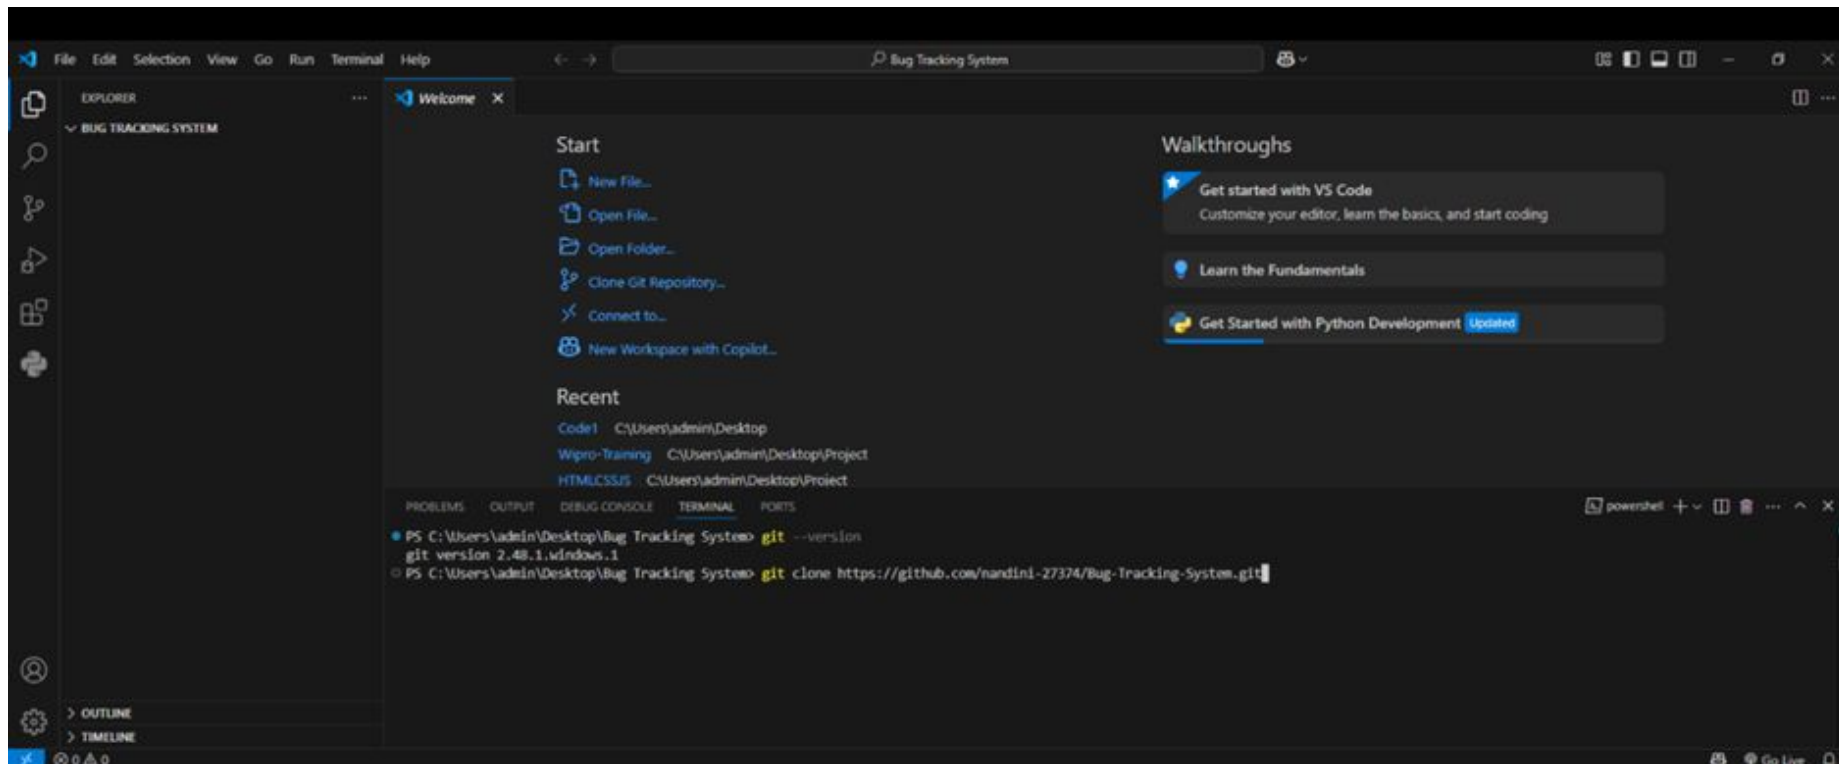 File Edit Selection View Go Run Terminal Help
Bug Tracking System
EXPLORER
Welcome
BUG TRACKING SYSTEM
Start
New File...
Open File...
Open Folder...
Clone Git Repository...
Connect to...
New Workspace with Copilot...
Recent
Code1 C:\Users\admin\Desktop
Wipro-Training C:\Users\admin\Desktop\Project
HTMLCSSJS C:\Users\admin\Desktop\Project
Walkthroughs
Get started with VS Code
Customize your editor, learn the basics, and start coding
Learn the Fundamentals
Get Started with Python Development Updated
PROBLEMS OUTPUT DEBUG CONSOLE TERMINAL PORTS
powershell
PS C:\Users\admin\Desktop\Bug Tracking System> git --version
git version 2.48.1.windows.1
PS C:\Users\admin\Desktop\Bug Tracking System> git clone https://github.com/nandini-27374/Bug-Tracking-System.git
OUTLINE
TIMELINE
0 0
Go Live